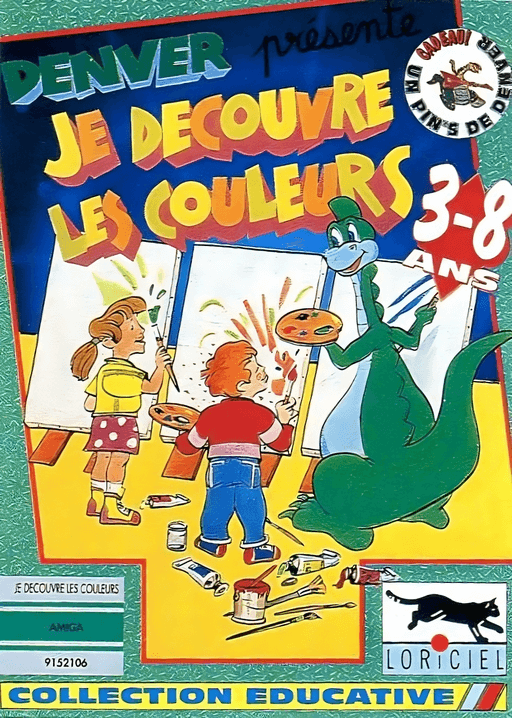 DENVER
présente
CADEAU!
UN PIN'S DE DENVER
JE DECOUVRE
LES COULEURS
3-8
ANS
JE DECOUVRE LES COULEURS
AMIGA
9152106
LORICIEL
COLLECTION EDUCATIVE